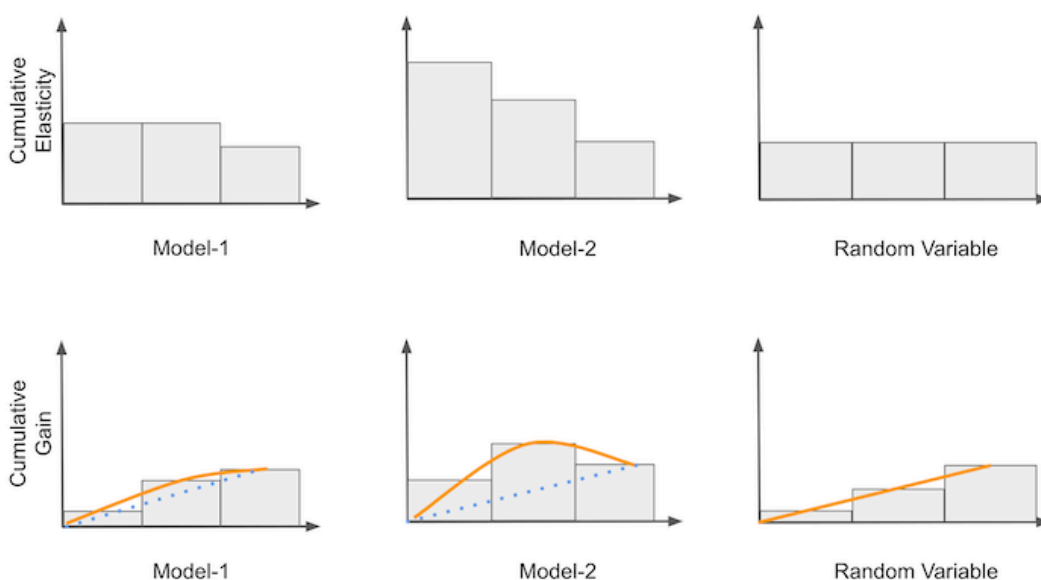 Cumulative
Elasticity
Model-1
Model-2
Random Variable
Cumulative
Gain
Model-1
Model-2
Random Variable